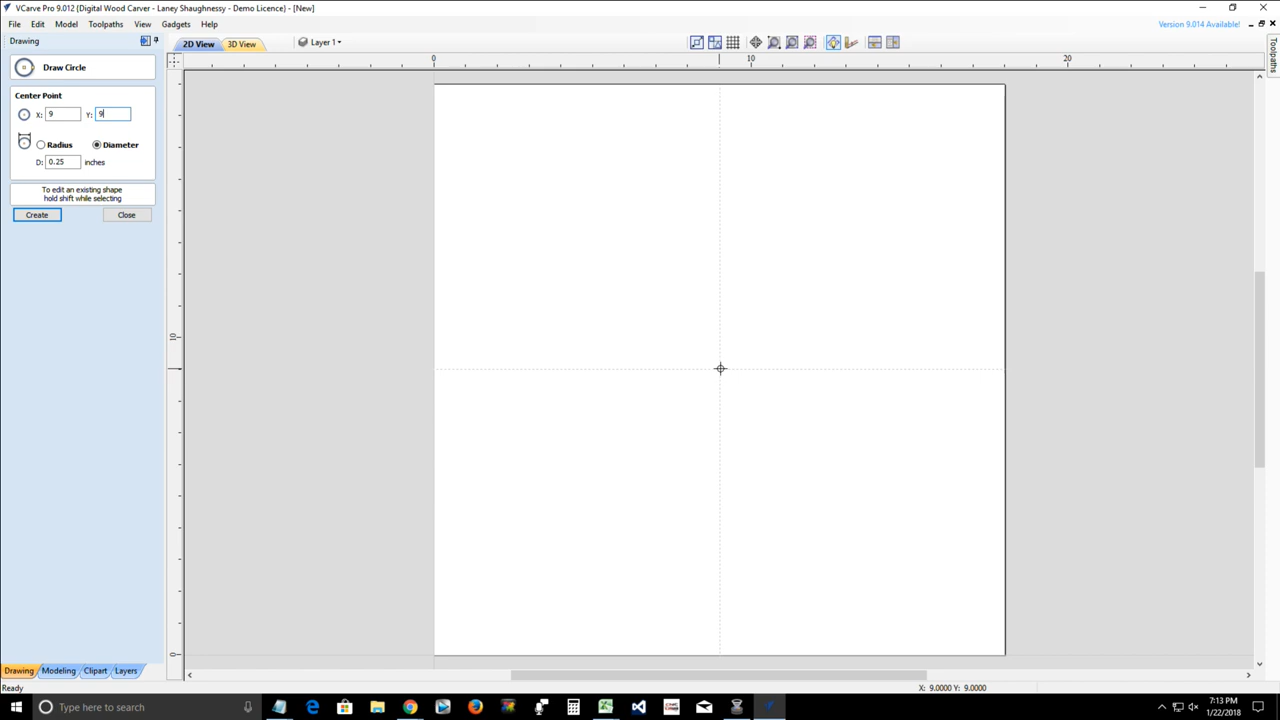 VCarve Pro 9.012 {Digital Wood Carver - Laney Shaughnessy - Demo Licence} - [New]
File Edit Model Toolpaths View Gadgets Help
Version 9.014 Available!
Drawing
2D View 3D View Layer 1
Toolpaths
0 10 20
Draw Circle
Center Point
X: 9 Y: 9
Radius Diameter
D: 0.25 inches
To edit an existing shape
hold shift while selecting
Create Close
10
0
Drawing Modeling Clipart Layers
Ready X: 9.0000 Y: 9.0000
Type here to search
7:13 PM
1/22/2018